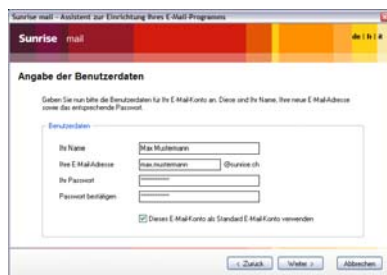 Sunrise mail - Assistent zur Einrichtung Ihres E-Mail-Programms
Sunrise mail
de | fr | it
Angabe der Benutzerdaten
Geben Sie nun bitte die Benutzerdaten für Ihr E-Mail-Konto an. Diese sind Ihr Name, Ihre neue E-Mail-Adresse
sowie das entsprechende Passwort.
Benutzerdaten
Ihr Name Max Mustermann
Ihre E-Mail-Adresse max.mustermann @sunrise.ch
Ihr Passwort ************
Passwort bestätigen ************
Dieses E-Mail-Konto als Standard E-Mail-Konto verwenden
< Zurück Weiter > Abbrechen